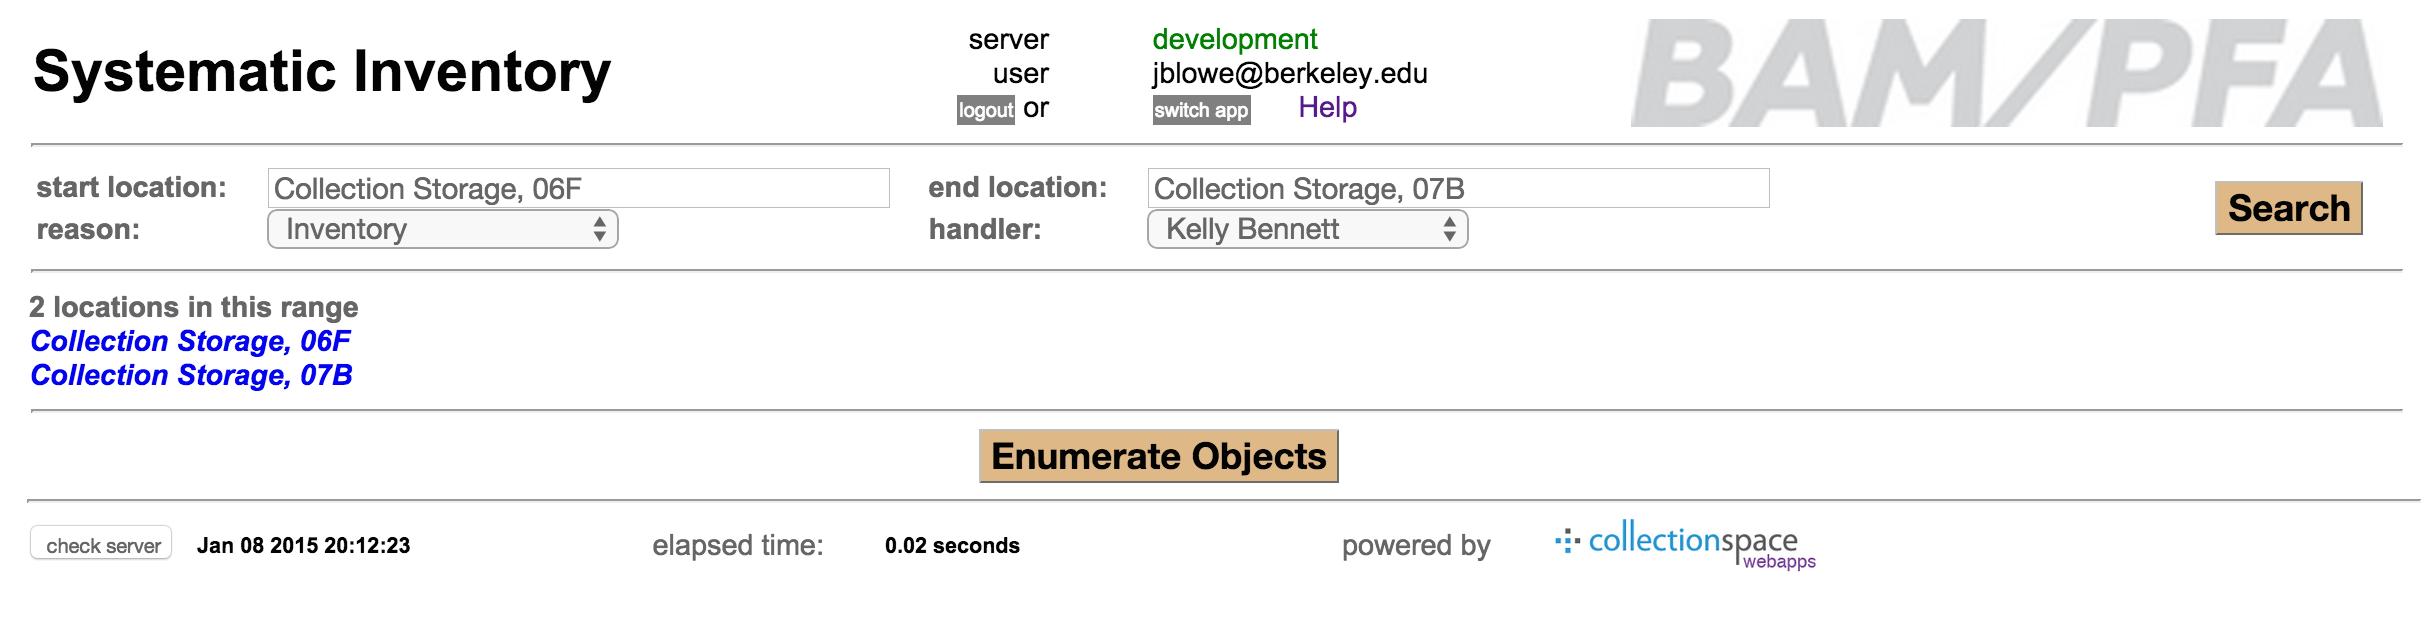 Systematic Inventory
server development
user jblowe@berkeley.edu
logout or switch app Help
BAM/PFA
start location: Collection Storage, 06F end location: Collection Storage, 07B
reason: Inventory handler: Kelly Bennett
Search
2 locations in this range
Collection Storage, 06F
Collection Storage, 07B
Enumerate Objects
check server Jan 08 2015 20:12:23 elapsed time: 0.02 seconds powered by collectionspace
webapps